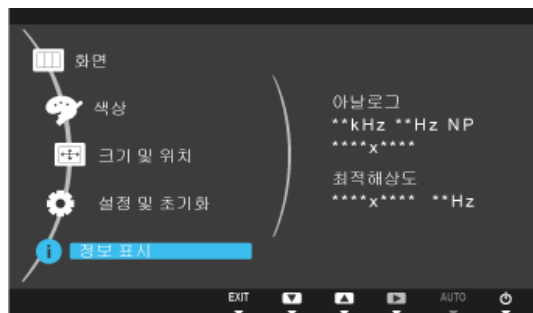 화면
색상
크기 및 위치
설정 및 초기화
정보 표시
아날로그
**kHz **Hz NP
****x****
최적해상도
****x**** **Hz
EXIT
AUTO